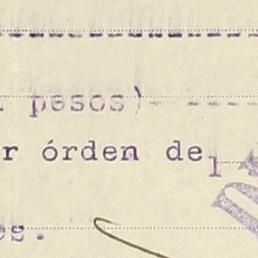 pesos)- ----
r órden de
es.